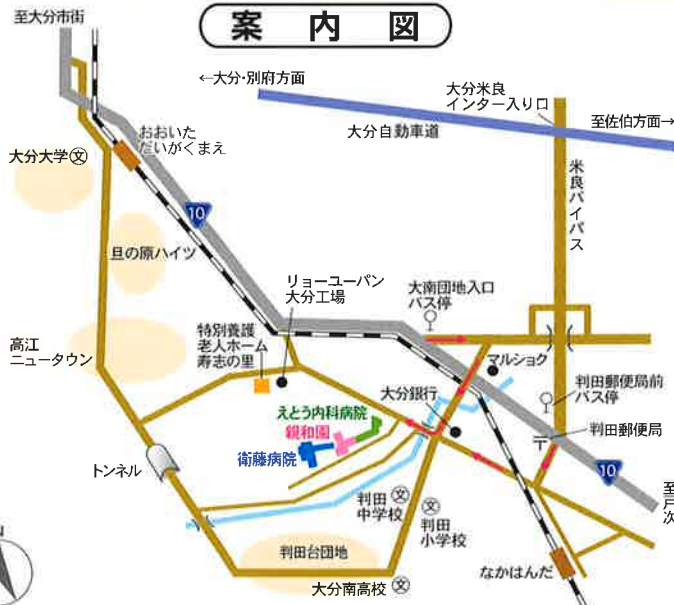 案 内 図
至大分市街
←大分・別府方面
大分米良
インター入り口
至佐伯方面→
大分自動車道
おおいた
だいがくまえ
大分大学 文
米良バイパス
10
旦の原ハイツ
リョーユーパン
大分工場
大南団地入口
バス停
特別養護
老人ホーム
寿志の里
高江
ニュータウン
マルショク
大分銀行
判田郵便局前
バス停
えとう内科病院
親和園
衛藤病院
〒
判田郵便局
トンネル
10
至戸次
判田
中学校
文
文
判田
小学校
N
判田台団地
なかはんだ
大分南高校 文